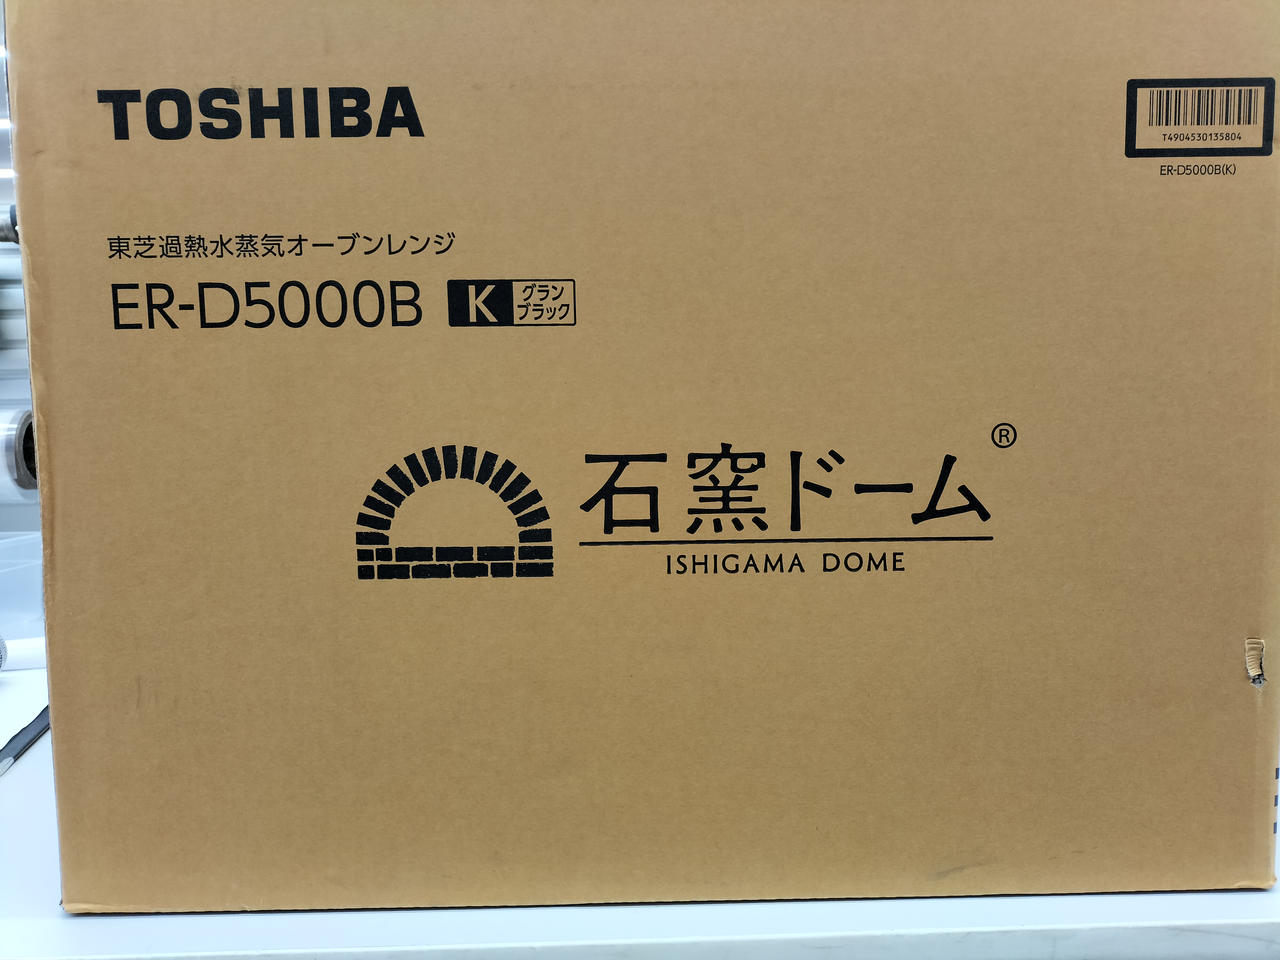 TOSHIBA
T4904530135804
ER-D5000B(K)
東芝過熱水蒸気オーブンレンジ
ER-D5000B K グラン
ブラック
石窯ドーム®
ISHIGAMA DOME